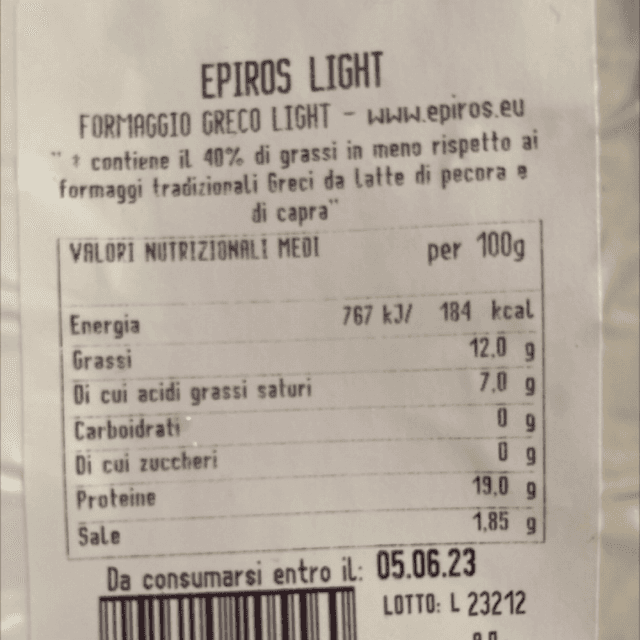 EPIROS LIGHT
FORMAGGIO GRECO LIGHT - www.epiros.eu
" * contiene il 40% di grassi in meno rispetto ai
formaggi tradizionali Greci da latte di pecora e
di capra"
VALORI NUTRIZIONALI MEDI per 100g
Energia 767 kJ/ 184 kcal
Grassi 12,0 g
Di cui acidi grassi saturi 7,0 g
Carboidrati 0 g
Di cui zuccheri 0 g
Proteine 19,0 g
Sale 1,85 g
Da consumarsi entro il: 05.06.23
LOTTO: L 23212